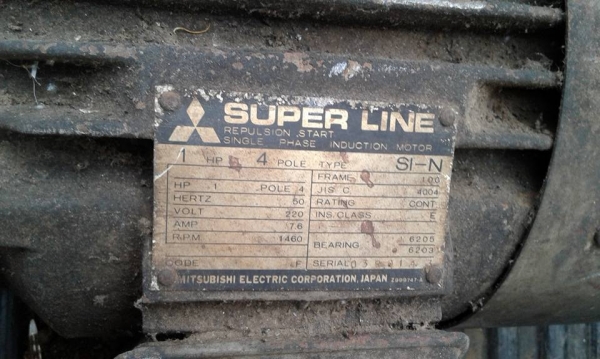 SUPER LINE
REPULSION START
SINGLE PHASE INDUCTION MOTOR
1 HP 4 POLE TYPE SI-N
FRAME 100
HP 1 POLE 4 JIS C 4004
HERTZ 50 RATING CONT
VOLT 220 INS.CLASS E
AMP 7.6
R.P.M 1460 BEARING 6205
6203
CODE F SERIAL
MITSUBISHI ELECTRIC CORPORATION, JAPAN